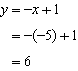 y = −x + 1
= −(−5) + 1
= 6